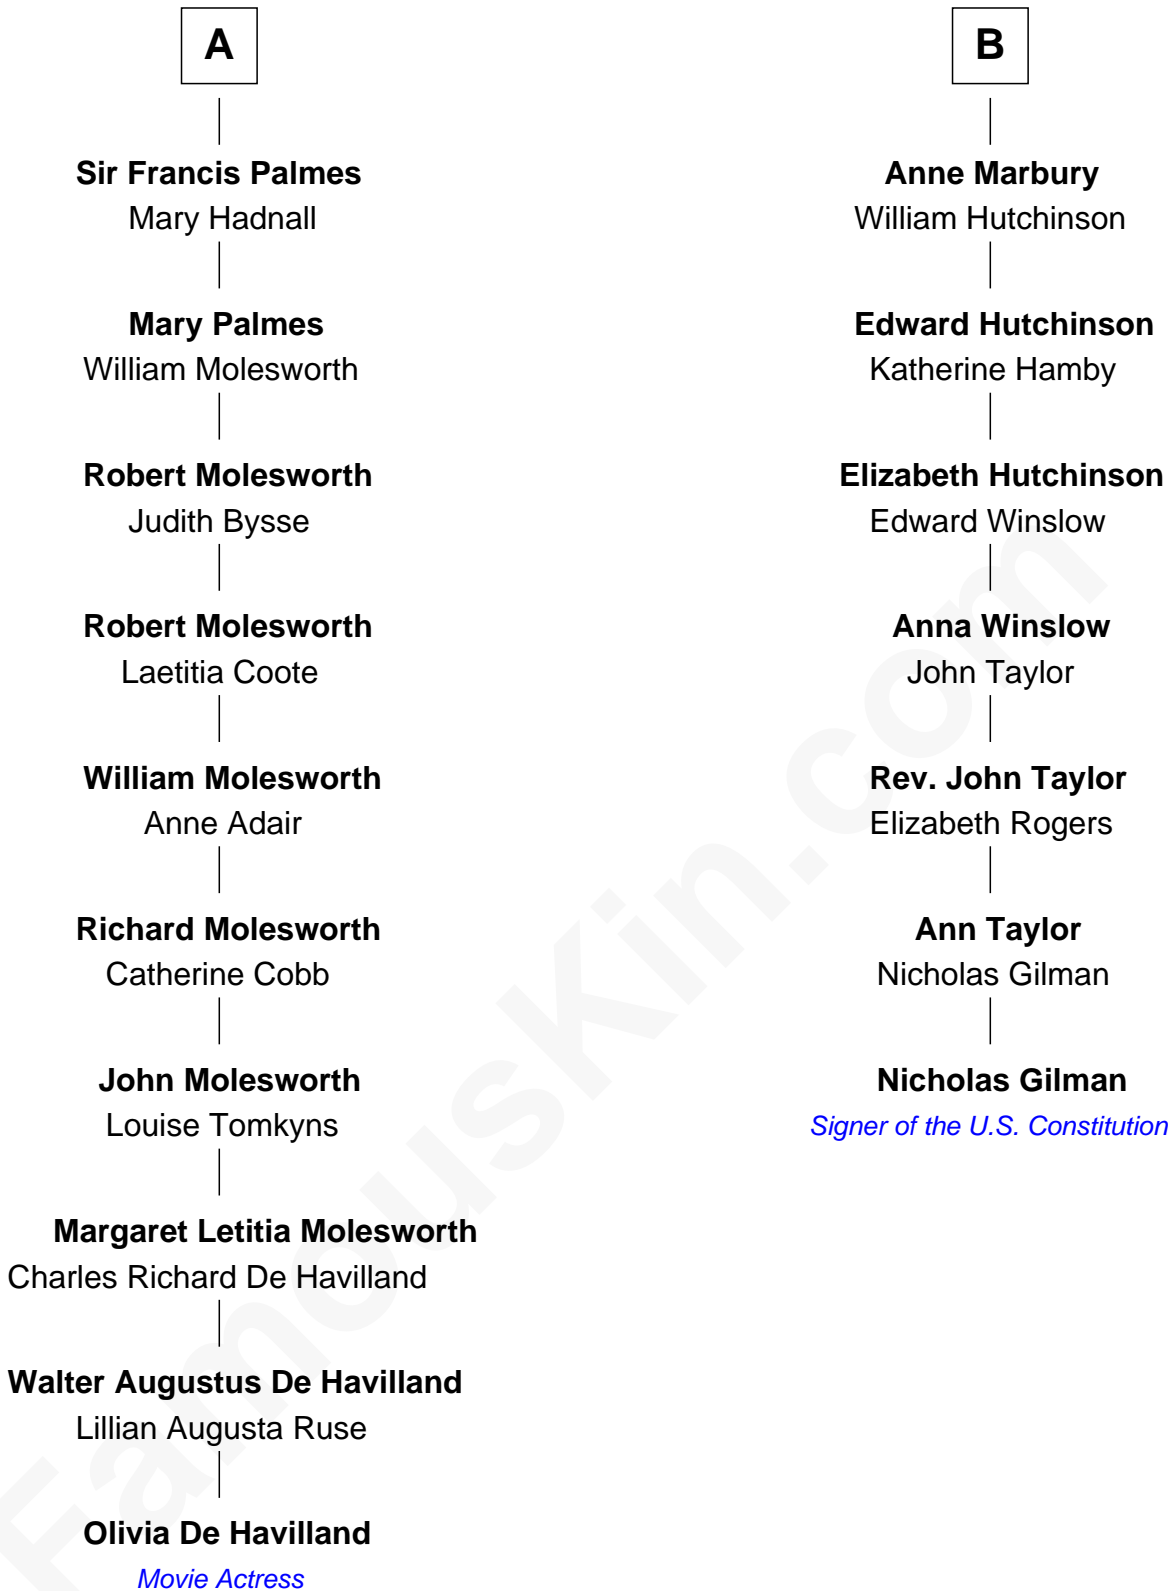 A
Sir Francis Palmes
Mary Hadnall
Mary Palmes
William Molesworth
Robert Molesworth
Judith Bysse
Robert Molesworth
Laetitia Coote
William Molesworth
Anne Adair
Richard Molesworth
Catherine Cobb
John Molesworth
Louise Tomkyns
Margaret Letitia Molesworth
Charles Richard De Havilland
Walter Augustus De Havilland
Lillian Augusta Ruse
Olivia De Havilland
Movie Actress
B
Anne Marbury
William Hutchinson
Edward Hutchinson
Katherine Hamby
Elizabeth Hutchinson
Edward Winslow
Anna Winslow
John Taylor
Rev. John Taylor
Elizabeth Rogers
Ann Taylor
Nicholas Gilman
Nicholas Gilman
Signer of the U.S. Constitution
FamousKin.com